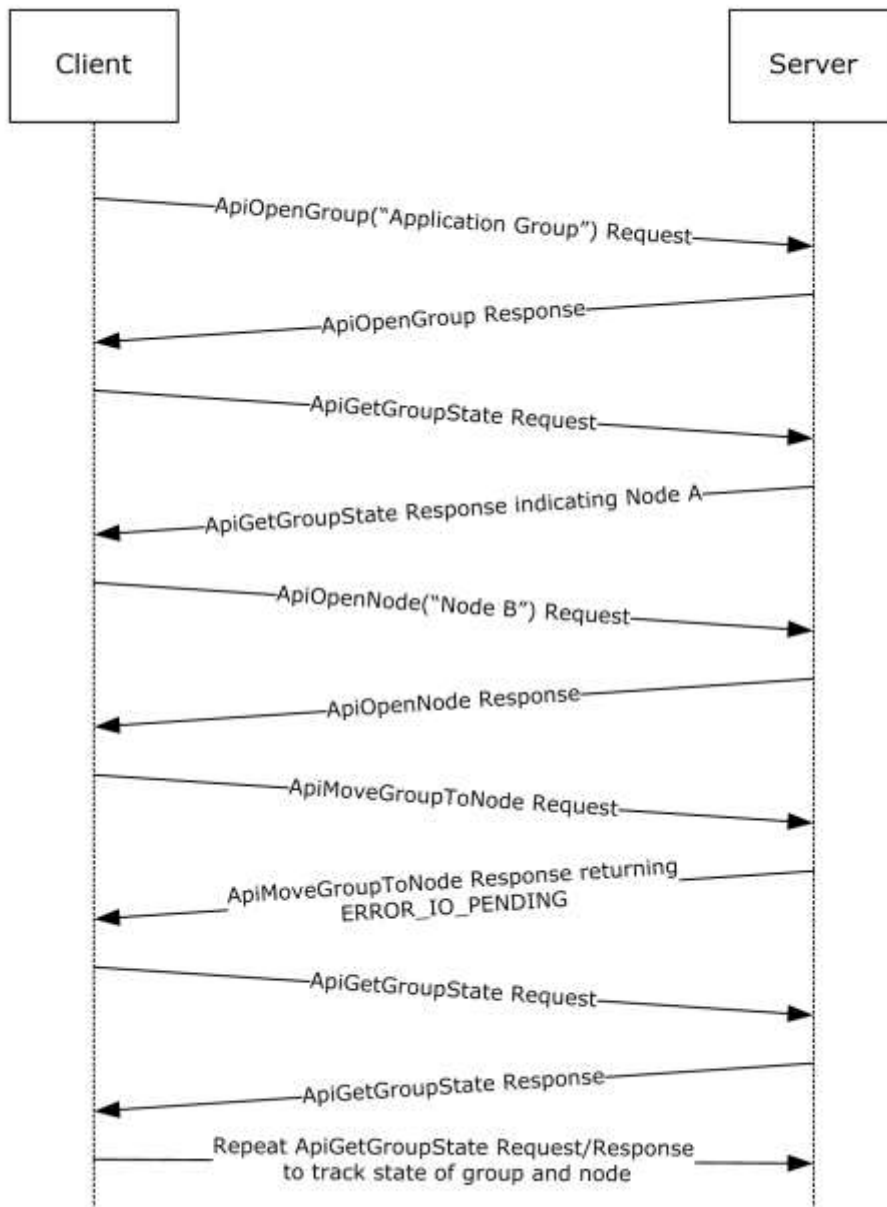 Client
Server
ApiOpenGroup(“Application Group”) Request
ApiOpenGroup Response
ApiGetGroupState Request
ApiGetGroupState Response indicating Node A
ApiOpenNode(“Node B”) Request
ApiOpenNode Response
ApiMoveGroupToNode Request
ApiMoveGroupToNode Response returning
ERROR_IO_PENDING
ApiGetGroupState Request
ApiGetGroupState Response
Repeat ApiGetGroupState Request/Response
to track state of group and node